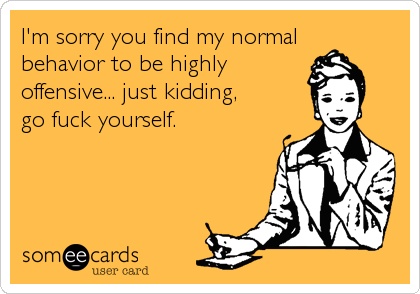 I'm sorry you find my normal
behavior to be highly
offensive... just kidding,
go fuck yourself.
someecards
user card